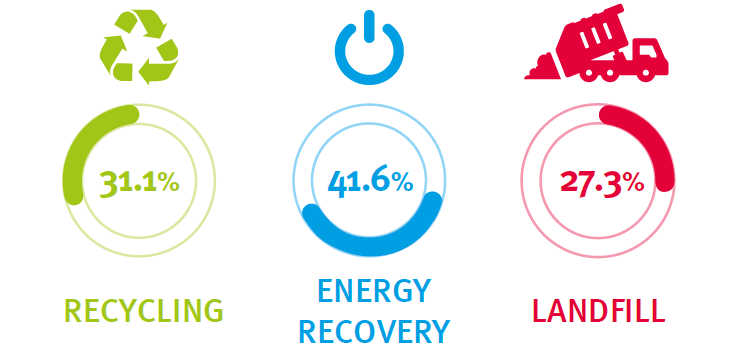 31.1%
41.6%
27.3%
RECYCLING
ENERGY
RECOVERY
LANDFILL